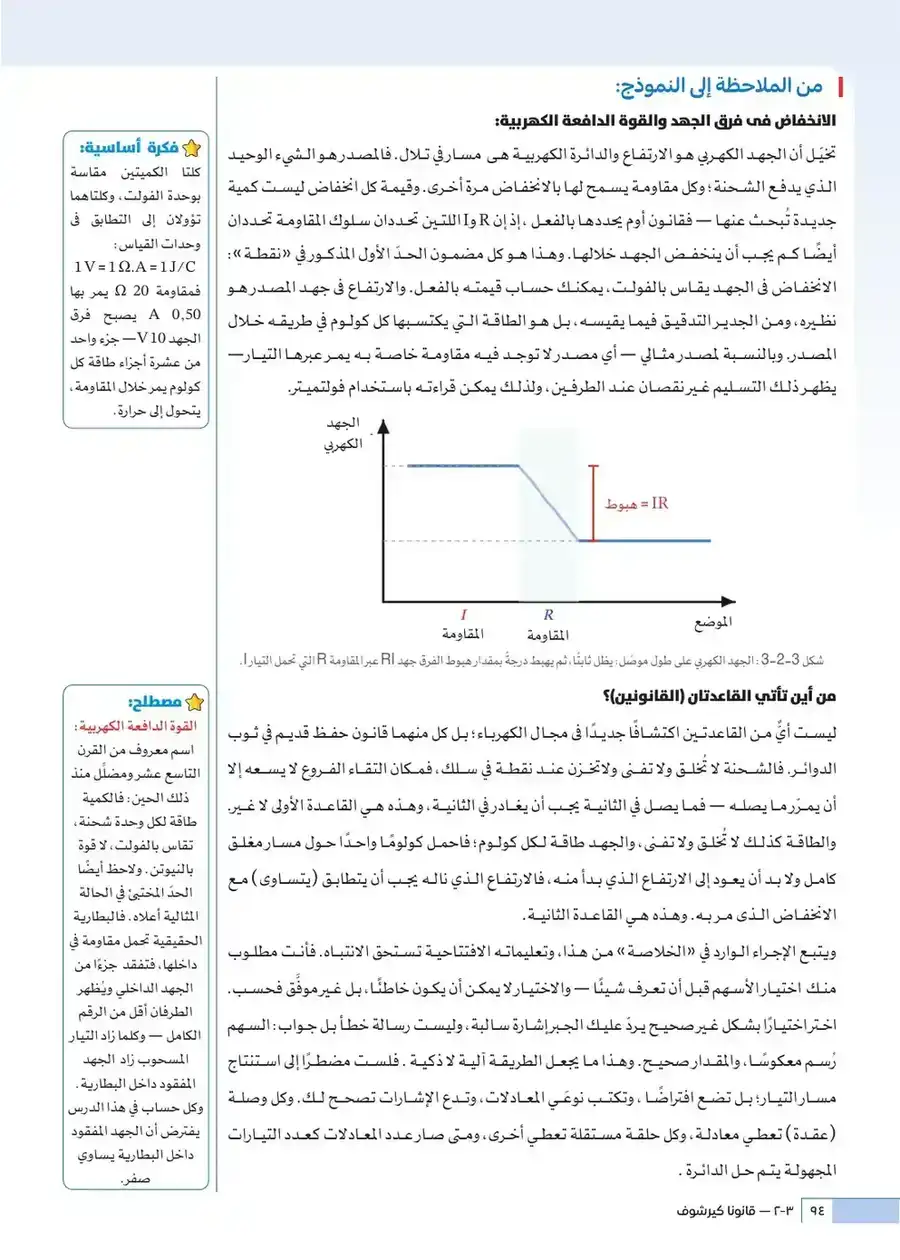 من الملاحظة إلى النموذج:
الانخفاض فى فرق الجهد والقوة الدافعة الكهربية:
تخيّل أن الجهد الكهربي هو الارتفاع والدائرة الكهربية هى مسار في تلال. فالمصدر هو الشيء الوحيد
الذي يدفع الشحنة؛ وكل مقاومة يسمح لها بالانخفاض مرة أخرى. وقيمة كل انخفاض ليست كمية
جديدة تُبحث عنها — فقانون أوم يحددها بالفعل، إذ إن R وI اللتين تحددان سلوك المقاومة تحددان
أيضًا كم يجب أن ينخفض الجهد خلالها. وهذا هو كل مضمون الحدّ الأول المذكور في «نقطة»:
الانخفاض فى الجهد يقاس بالفولت، يمكنك حساب قيمته بالفعل. والارتفاع في جهد المصدر هو
نظيره، ومن الجدير التدقيق فيما يقيسه، بل هو الطاقة التي يكتسبها كل كولوم في طريقه خلال
المصدر. وبالنسبة لمصدر مثالي — أي مصدر لا توجد فيه مقاومة خاصة به يمر عبرها التيار—
يظهر ذلك التسليم غير نقصان عند الطرفين، ولذلك يمكن قراءته باستخدام فولتميتر.
فكرة أساسية:
كلتا الكميتين مقاسة
بوحدة الفولت، وكلتاهما
تؤولان إلى التطابق فى
وحدات القياس:
1 V = 1 Ω.A = 1 J/C
فمقاومة 20 Ω يمر بها
0,50 A يصبح فرق
الجهد 10 V— جزء واحد
من عشرة أجزاء طاقة كل
كولوم يمر خلال المقاومة،
يتحول إلى حرارة.
الجهد
الكهربي
هبوط = IR
I
R
المقاومة
المقاومة
الموضع
شكل 3-2-3: الجهد الكهربي على طول موصّل: يظل ثابتًا، ثم يهبط درجةً بمقدار هبوط الفرق جهد RI عبر المقاومة R التي تحمل التيار I.
من أين تأتي القاعدتان (القانونين)؟
ليست أيٌّ من القاعدتين اكتشافًا جديدًا في مجال الكهرباء؛ بل كل منهما قانون حفظ قديم في ثوب
الدوائر. فالشحنة لا تُخلق ولا تفنى ولاتخزن عند نقطة في سلك، فمكان التقاء الفروع لا يسعه إلا
أن يمرّر ما يصله — فما يصل في الثانية يجب أن يغادر في الثانية، وهذه هي القاعدة الأولى لا غير.
والطاقة كذلك لا تُخلق ولا تفنى، والجهد طاقة لكل كولوم؛ فاحمل كولومًا واحدًا حول مسار مغلق
كامل ولا بد أن يعود إلى الارتفاع الذي بدأ منه، فالارتفاع الذي ناله يجب أن يتطابق (يتساوى) مع
الانخفاض الذى مر به. وهذه هي القاعدة الثانية.
ويتبع الإجراء الوارد في «الخلاصة» من هذا، وتعليماته الافتتاحية تستحق الانتباه. فأنت مطلوب
منك اختيار الأسهم قبل أن تعرف شيئًا — والاختيار لا يمكن أن يكون خاطئًا، بل غير موفَّق فحسب.
اختر اختيارًا بشكل غير صحيح يردّ عليك الجبر إشارة سالبة، وليست رسالة خطأ بل جواب: السهم
رُسم معكوسًا، والمقدار صحيح. وهذا ما يجعل الطريقة آلية لا ذكية. فلست مضطرًا إلى استنتاج
مسار التيار؛ بل تضع افتراضًا، وتكتب نوعَي المعادلات، وتدع الإشارات تصحح لك. وكل وصلة
(عقدة) تعطي معادلة، وكل حلقة مستقلة تعطي أخرى، ومتى صار عدد المعادلات كعدد التيارات
المجهولة يتم حل الدائرة.
مصطلح:
القوة الدافعة الكهربية:
اسم معروف من القرن
التاسع عشر ومضلِّل منذ
ذلك الحين: فالكمية
طاقة لكل وحدة شحنة،
تقاس بالفولت، لا قوة
بالنيوتن. ولاحظ أيضًا
الحدّ المختبئ في الحالة
المثالية أعلاه. فالبطارية
الحقيقية تحمل مقاومة في
داخلها، فتفقد جزءًا من
الجهد الداخلي ويُظهر
الطرفان أقل من الرقم
الكامل — وكلما زاد التيار
المسحوب زاد الجهد
المفقود داخل البطارية.
وكل حساب في هذا الدرس
يفترض أن الجهد المفقود
داخل البطارية يساوي
صفر.
٩٤
٣-٢ — قانونا كيرشوف